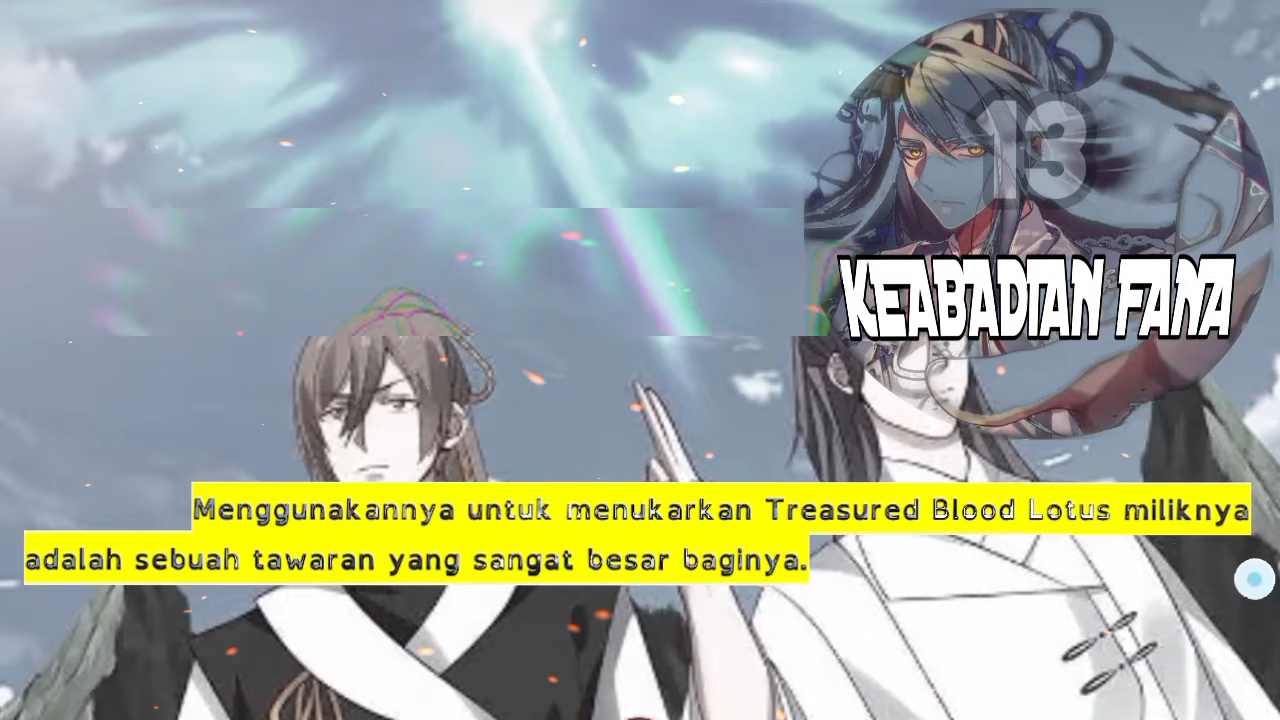 13
KEABADIAN FANA
Menggunakannya untuk menukarkan Treasured Blood Lotus miliknya
adalah sebuah tawaran yang sangat besar baginya.